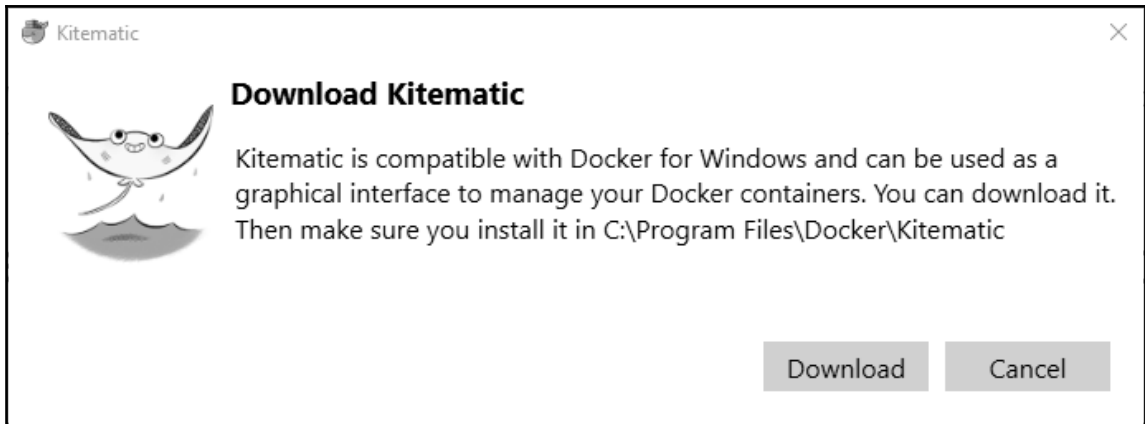 Kitematic
Download Kitematic
Kitematic is compatible with Docker for Windows and can be used as a
graphical interface to manage your Docker containers. You can download it.
Then make sure you install it in C:\Program Files\Docker\Kitematic
Download
Cancel